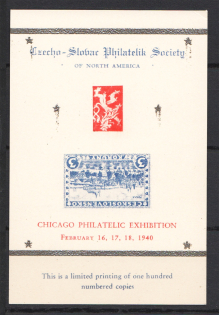 Czecho-Slovac Philatelik Society
OF NORTH AMERICA
ČESKOSLOVENSKO
CHICAGO PHILATELIC EXHIBITION
FEBRUARY 16, 17, 18, 1940
This is a limited printing of one hundred
numbered copies